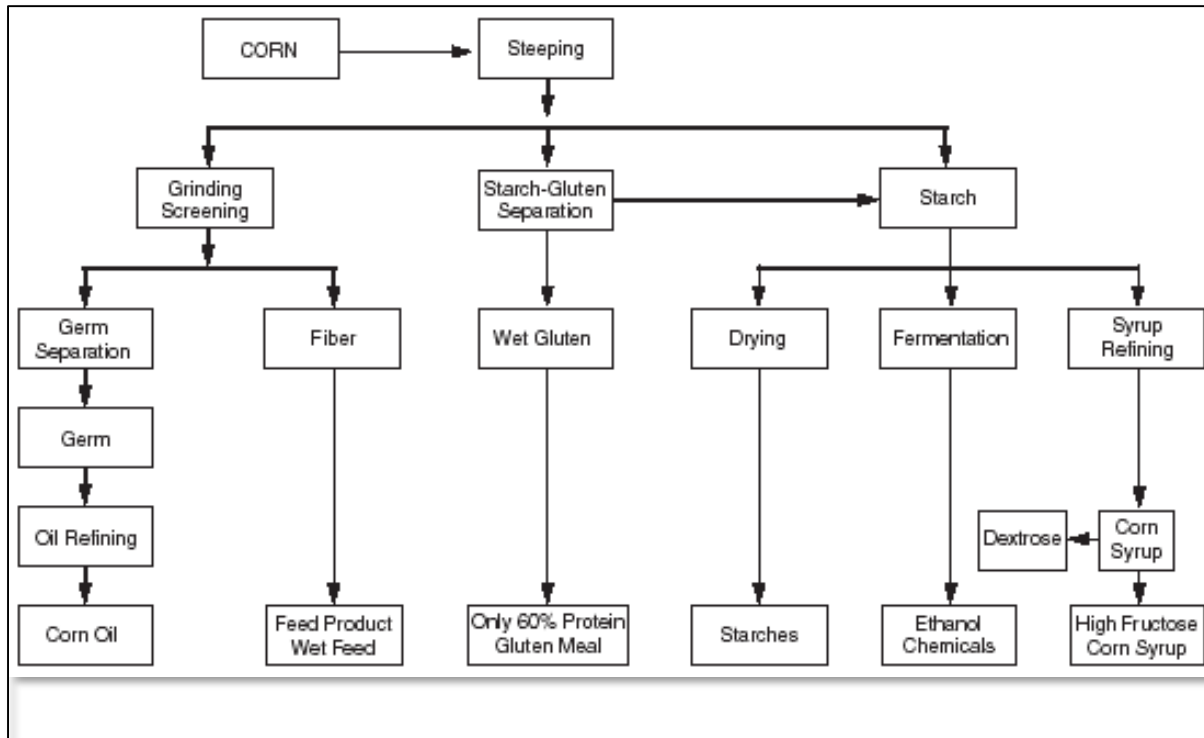 CORN
Steeping
Grinding
Screening
Starch-Gluten
Separation
Starch
Germ
Separation
Fiber
Wet Gluten
Drying
Fermentation
Syrup
Refining
Germ
Oil Refining
Dextrose
Corn
Syrup
Corn Oil
Feed Product
Wet Feed
Only 60% Protein
Gluten Meal
Starches
Ethanol
Chemicals
High Fructose
Corn Syrup